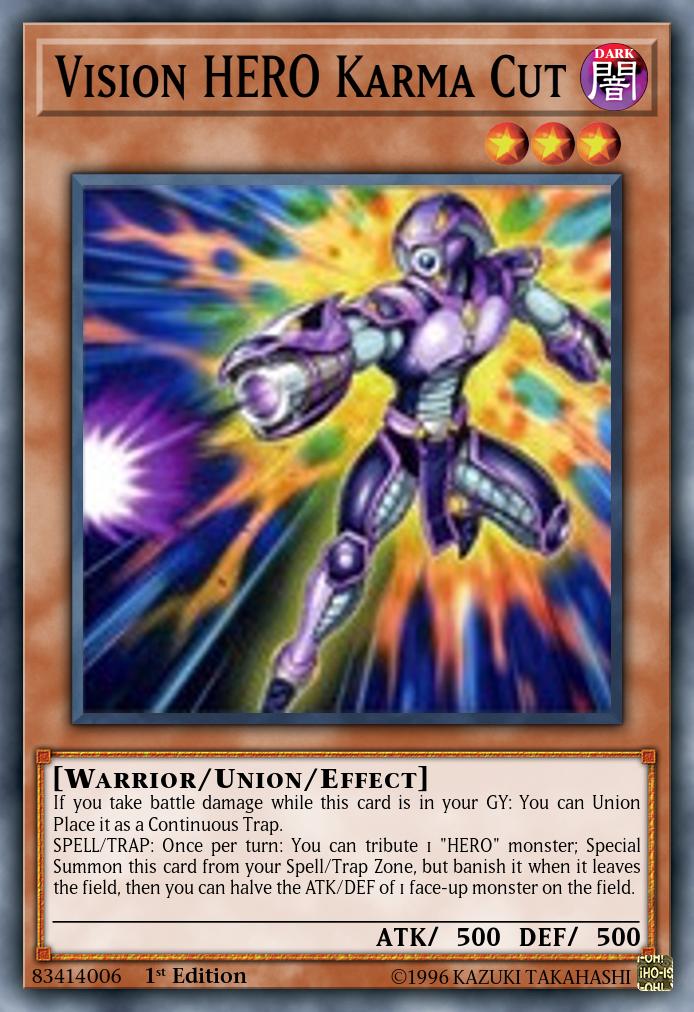 Vision HERO Karma Cut
DARK
闇
[Warrior/Union/Effect]
If you take battle damage while this card is in your GY: You can Union
Place it as a Continuous Trap.
SPELL/TRAP: Once per turn: You can tribute 1 "HERO" monster; Special
Summon this card from your Spell/Trap Zone, but banish it when it leaves
the field, then you can halve the ATK/DEF of 1 face-up monster on the field.
ATK/ 500 DEF/ 500
83414006 1st Edition ©1996 KAZUKI TAKAHASHI